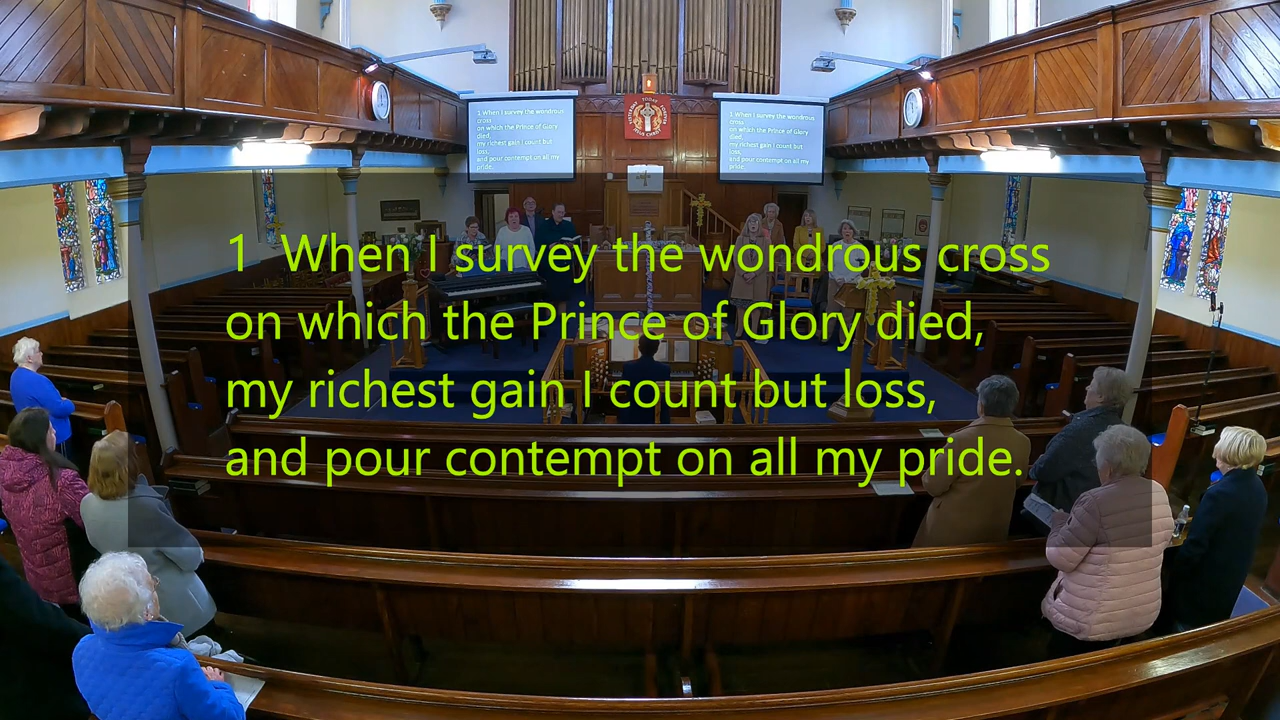 1 When I survey the wondrous
cross
on which the Prince of Glory
died,
my richest gain I count but
loss,
and pour contempt on all my
pride.
1 When I survey the wondrous
cross
on which the Prince of Glory
died,
my richest gain I count but
loss,
and pour contempt on all my
pride.
TODAY
JESUS CHRIST
1 When I survey the wondrous cross
on which the Prince of Glory died,
my richest gain I count but loss,
and pour contempt on all my pride.